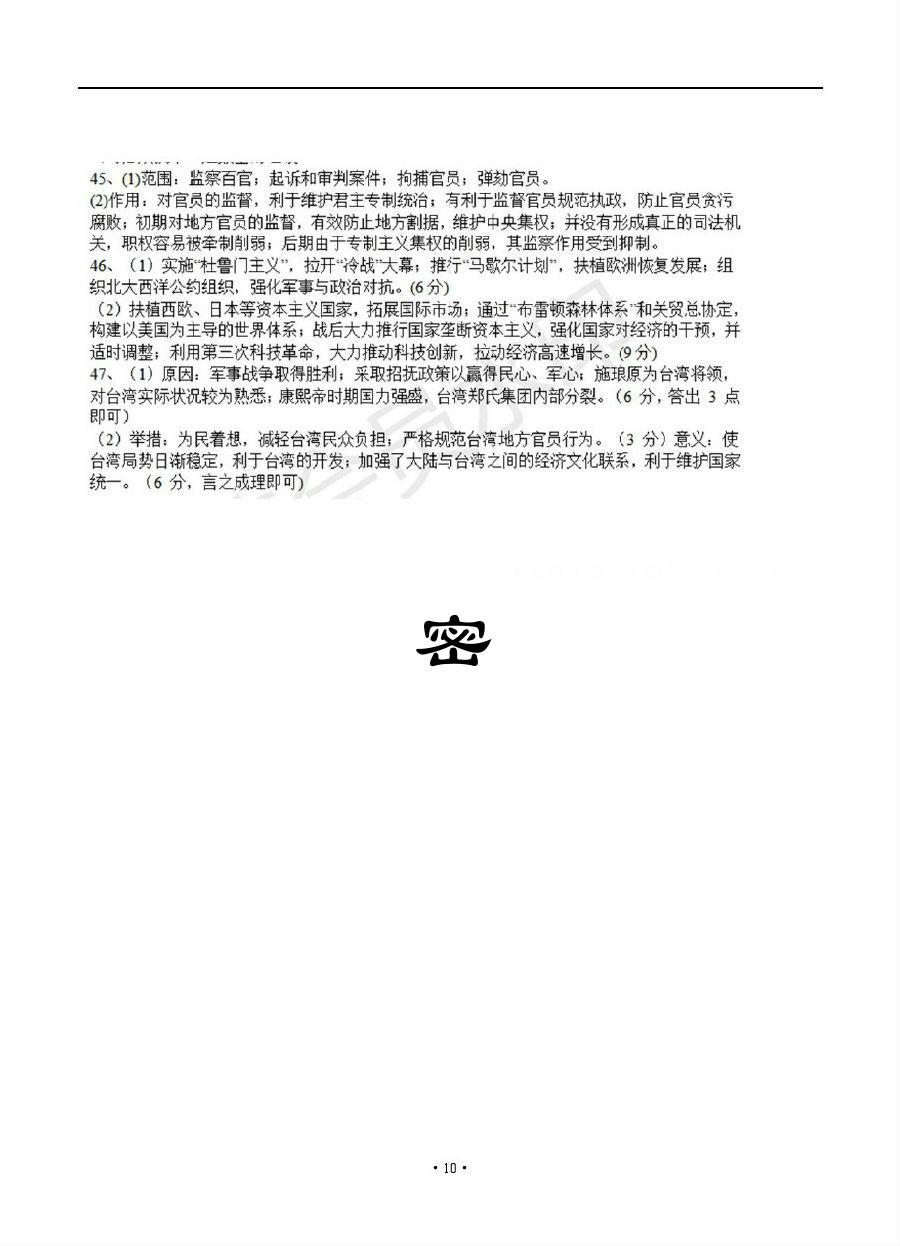 45、(1)范围：监察百官；起诉和审判案件；拘捕官员；弹劾官员。
(2)作用：对官员的监督，利于维护君主专制统治；有利于监督官员规范执政，防止官员贪污
腐败；初期对地方官员的监督，有效防止地方割据，维护中央集权；并没有形成真正的司法机
关，职权容易被牵制削弱；后期由于专制主义集权的削弱，其监察作用受到抑制。
46、（1）实施“杜鲁门主义”，拉开“冷战”大幕；推行“马歇尔计划”，扶植欧洲恢复发展；组
织北大西洋公约组织，强化军事与政治对抗。(6分)
（2）扶植西欧、日本等资本主义国家，拓展国际市场；通过“布雷顿森林体系”和关贸总协定，
构建以美国为主导的世界体系；战后大力推行国家垄断资本主义，强化国家对经济的干预，并
适时调整；利用第三次科技革命，大力推动科技创新，拉动经济高速增长。(9分)
47、（1）原因：军事战争取得胜利；采取招抚政策以赢得民心、军心；施琅原为台湾将领，
对台湾实际状况较为熟悉；康熙帝时期国力强盛，台湾郑氏集团内部分裂。（6 分，答出 3 点
即可）
（2）举措：为民着想，减轻台湾民众负担；严格规范台湾地方官员行为。（3 分）意义：使
台湾局势日渐稳定，利于台湾的开发；加强了大陆与台湾之间的经济文化联系，利于维护国家
统一。（6 分，言之成理即可)
密
· 10 ·